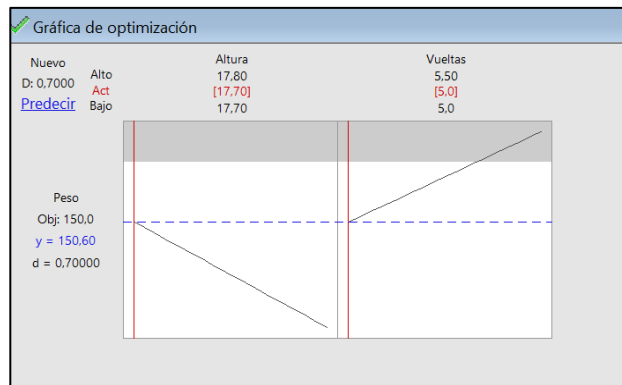 Gráfica de optimización
Nuevo
D: 0,7000
Predecir
Alto
Act
Bajo
Altura
17,80
[17,70]
17,70
Vueltas
5,50
[5,0]
5,0
Peso
Obj: 150,0
y = 150,60
d = 0,70000